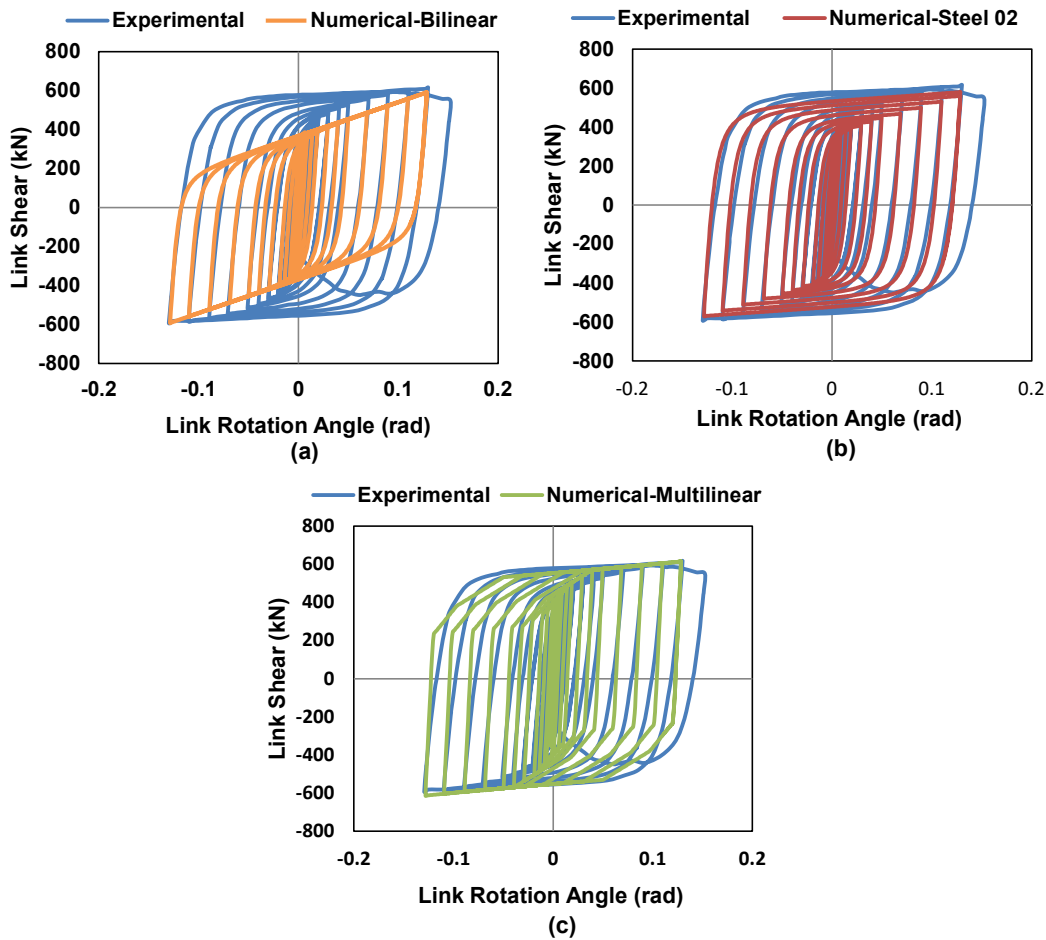 Experimental Numerical-Bilinear
800
600
400
200
0
-200
-400
-600
-800
-0.2 -0.1 0 0.1 0.2
Link Shear (kN)
Link Rotation Angle (rad)
(a)
Experimental Numerical-Steel 02
800
600
400
200
0
-200
-400
-600
-800
-0.2 -0.1 0 0.1 0.2
Link Shear (kN)
Link Rotation Angle (rad)
(b)
Experimental Numerical-Multilinear
800
600
400
200
0
-200
-400
-600
-800
-0.2 -0.1 0 0.1 0.2
Link Shear (kN)
Link Rotation Angle (rad)
(c)